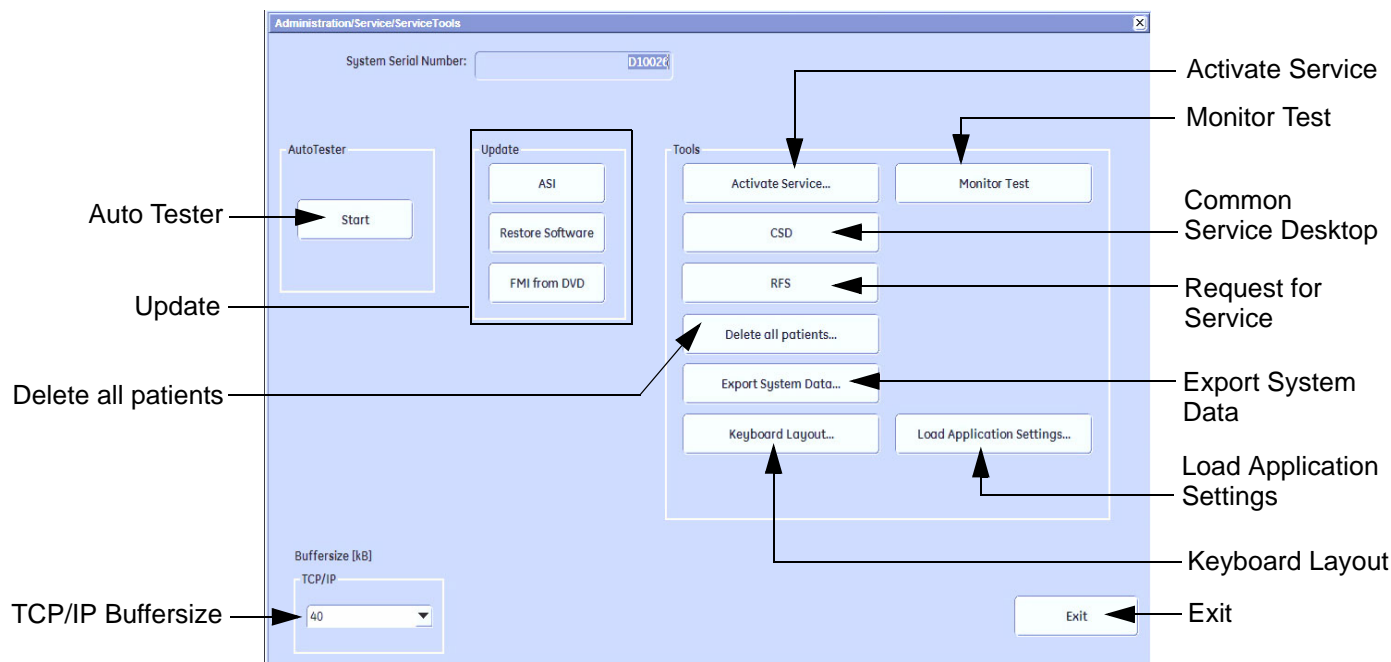 Administration/Service/ServiceTools
System Serial Number:
D10026
Activate Service
Monitor Test
AutoTester
Update
Tools
ASI
Activate Service...
Monitor Test
Auto Tester
Start
Restore Software
CSD
Common
Service Desktop
FMI from DVD
RFS
Request for
Service
Update
Delete all patients...
Delete all patients
Export System Data...
Export System
Data
Keyboard Layout...
Load Application Settings...
Load Application
Settings
Buffersize [kB]
TCP/IP
Keyboard Layout
TCP/IP Buffersize
40
Exit
Exit